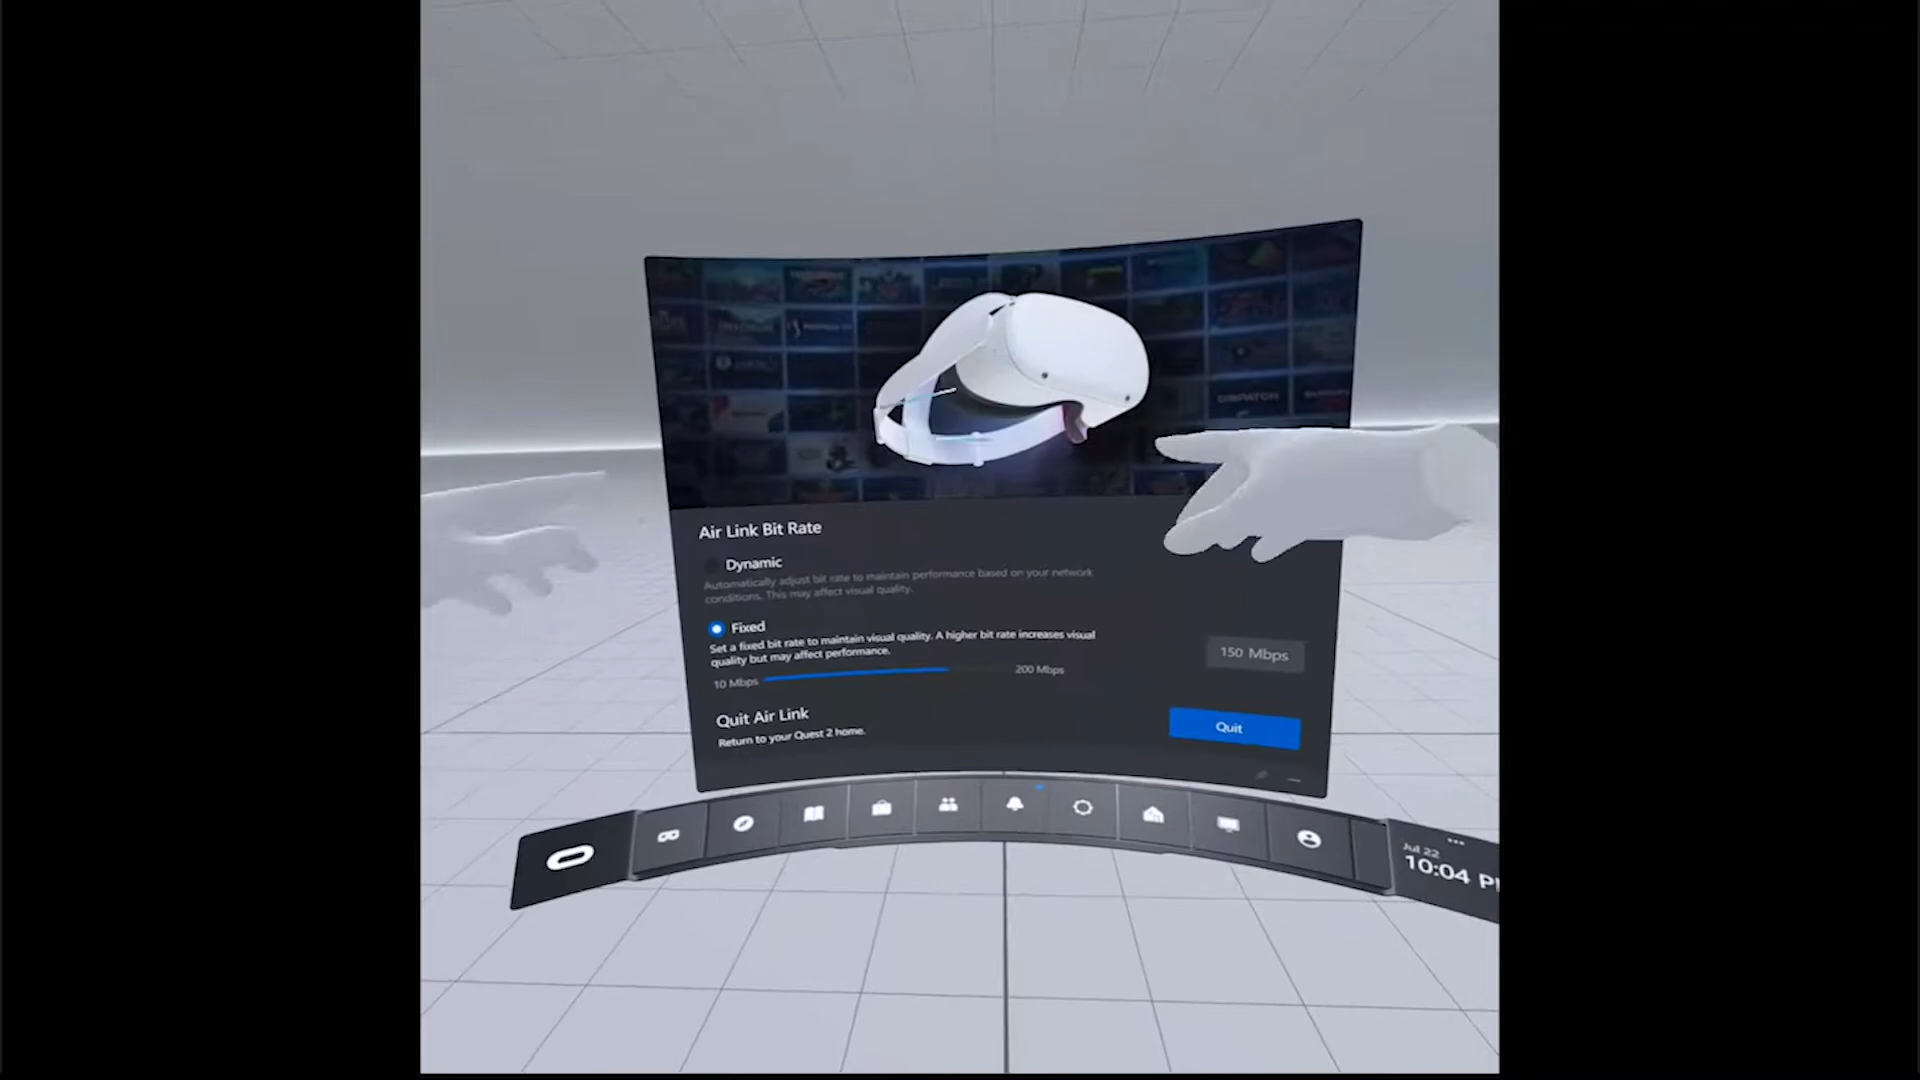 DISPATCH
Air Link Bit Rate
Dynamic
Automatically adjust bit rate to maintain performance based on your network
conditions. This may affect visual quality.
Fixed
Set a fixed bit rate to maintain visual quality. A higher bit rate increases visual
quality but may affect performance.
150 Mbps
10 Mbps
200 Mbps
Quit Air Link
Return to your Quest 2 home.
Quit
Jul 22
10:04 P